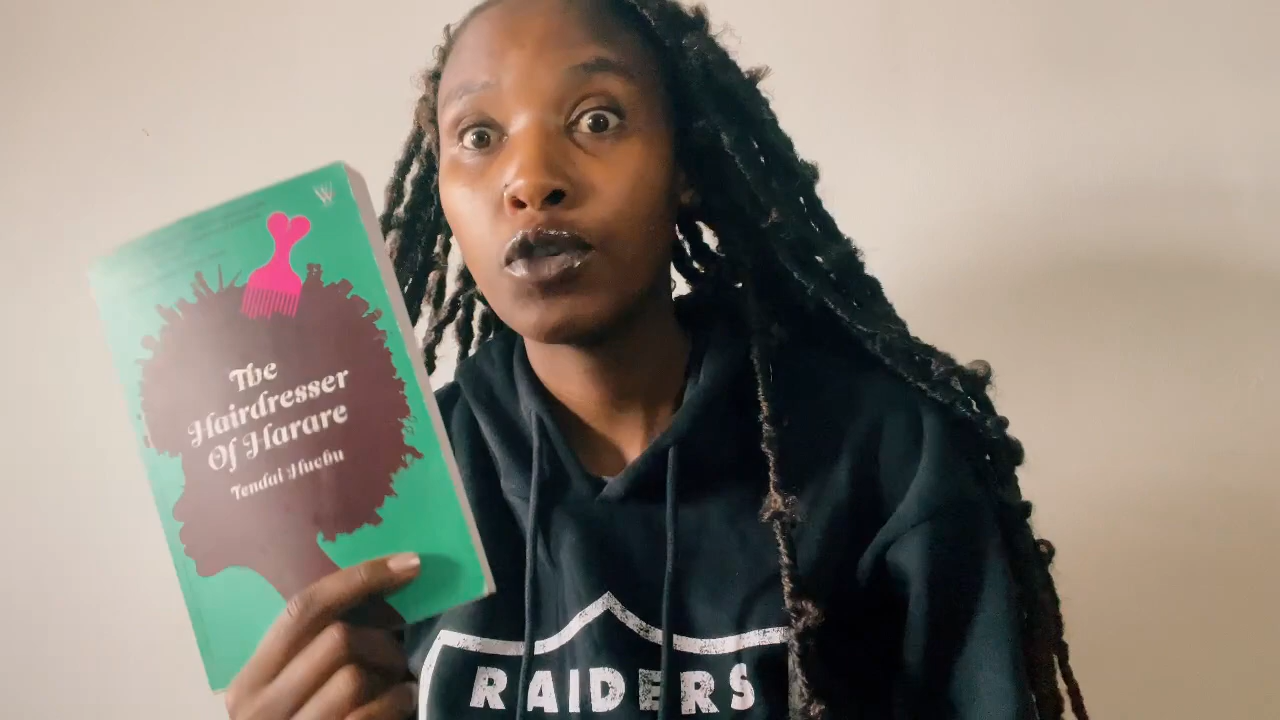 W
The
Hairdresser
Of Harare
Tendai Huchu
RAIDERS